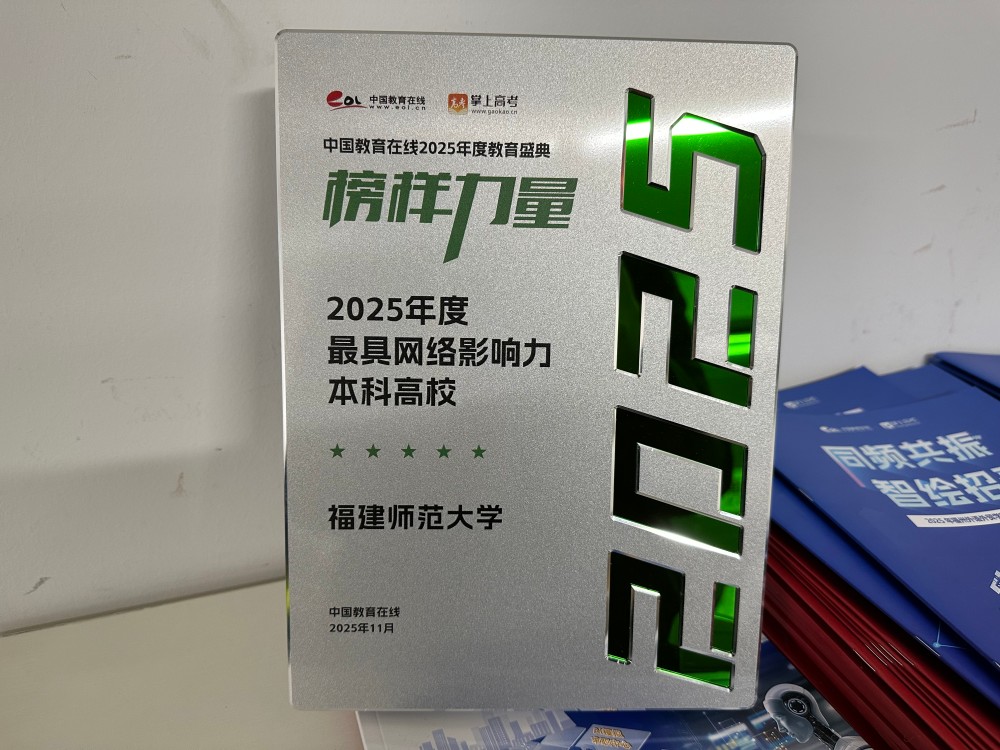 eol 中国教育在线
www.eol.cn
高考 掌上高考
www.gaokao.cn
中国教育在线2025年度教育盛典
榜样力量
2025年度
最具网络影响力
本科高校
福建师范大学
中国教育在线
2025年11月
2025
同频共振
智绘招